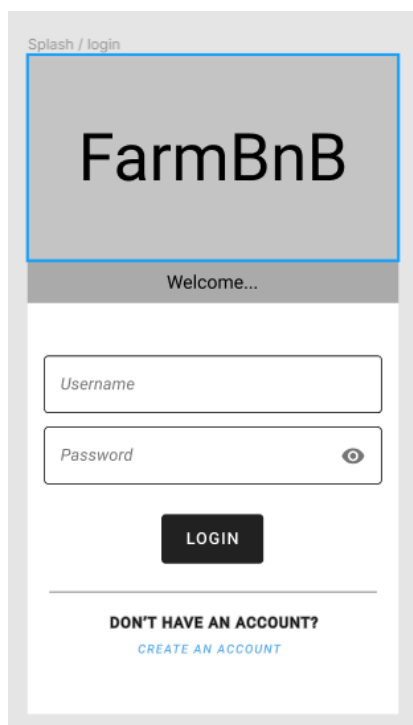 Splash / login
FarmBnB
Welcome...
Username
Password
LOGIN
DON'T HAVE AN ACCOUNT?
CREATE AN ACCOUNT